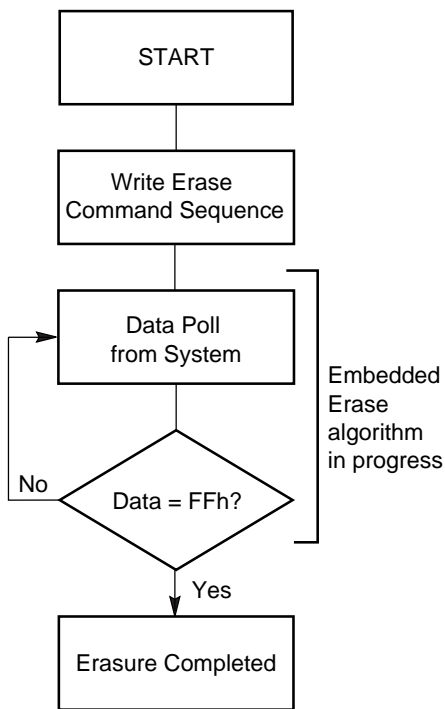 START
Write Erase
Command Sequence
Data Poll
from System
Embedded
Erase
algorithm
in progress
No
Data = FFh?
Yes
Erasure Completed